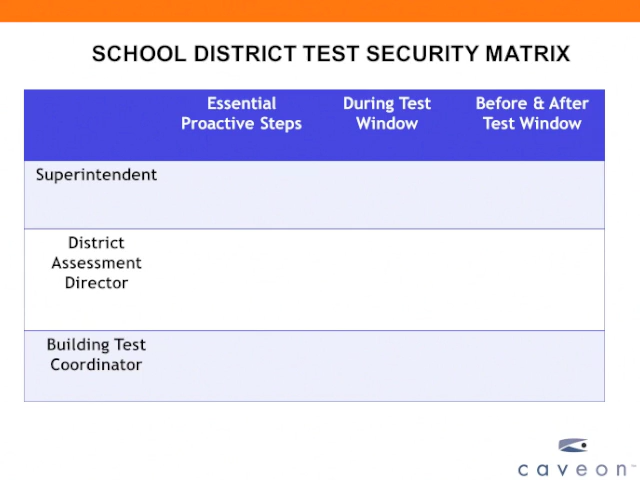 SCHOOL DISTRICT TEST SECURITY MATRIX
Essential
Proactive Steps
During Test
Window
Before & After
Test Window
Superintendent
District
Assessment
Director
Building Test
Coordinator
caveon™